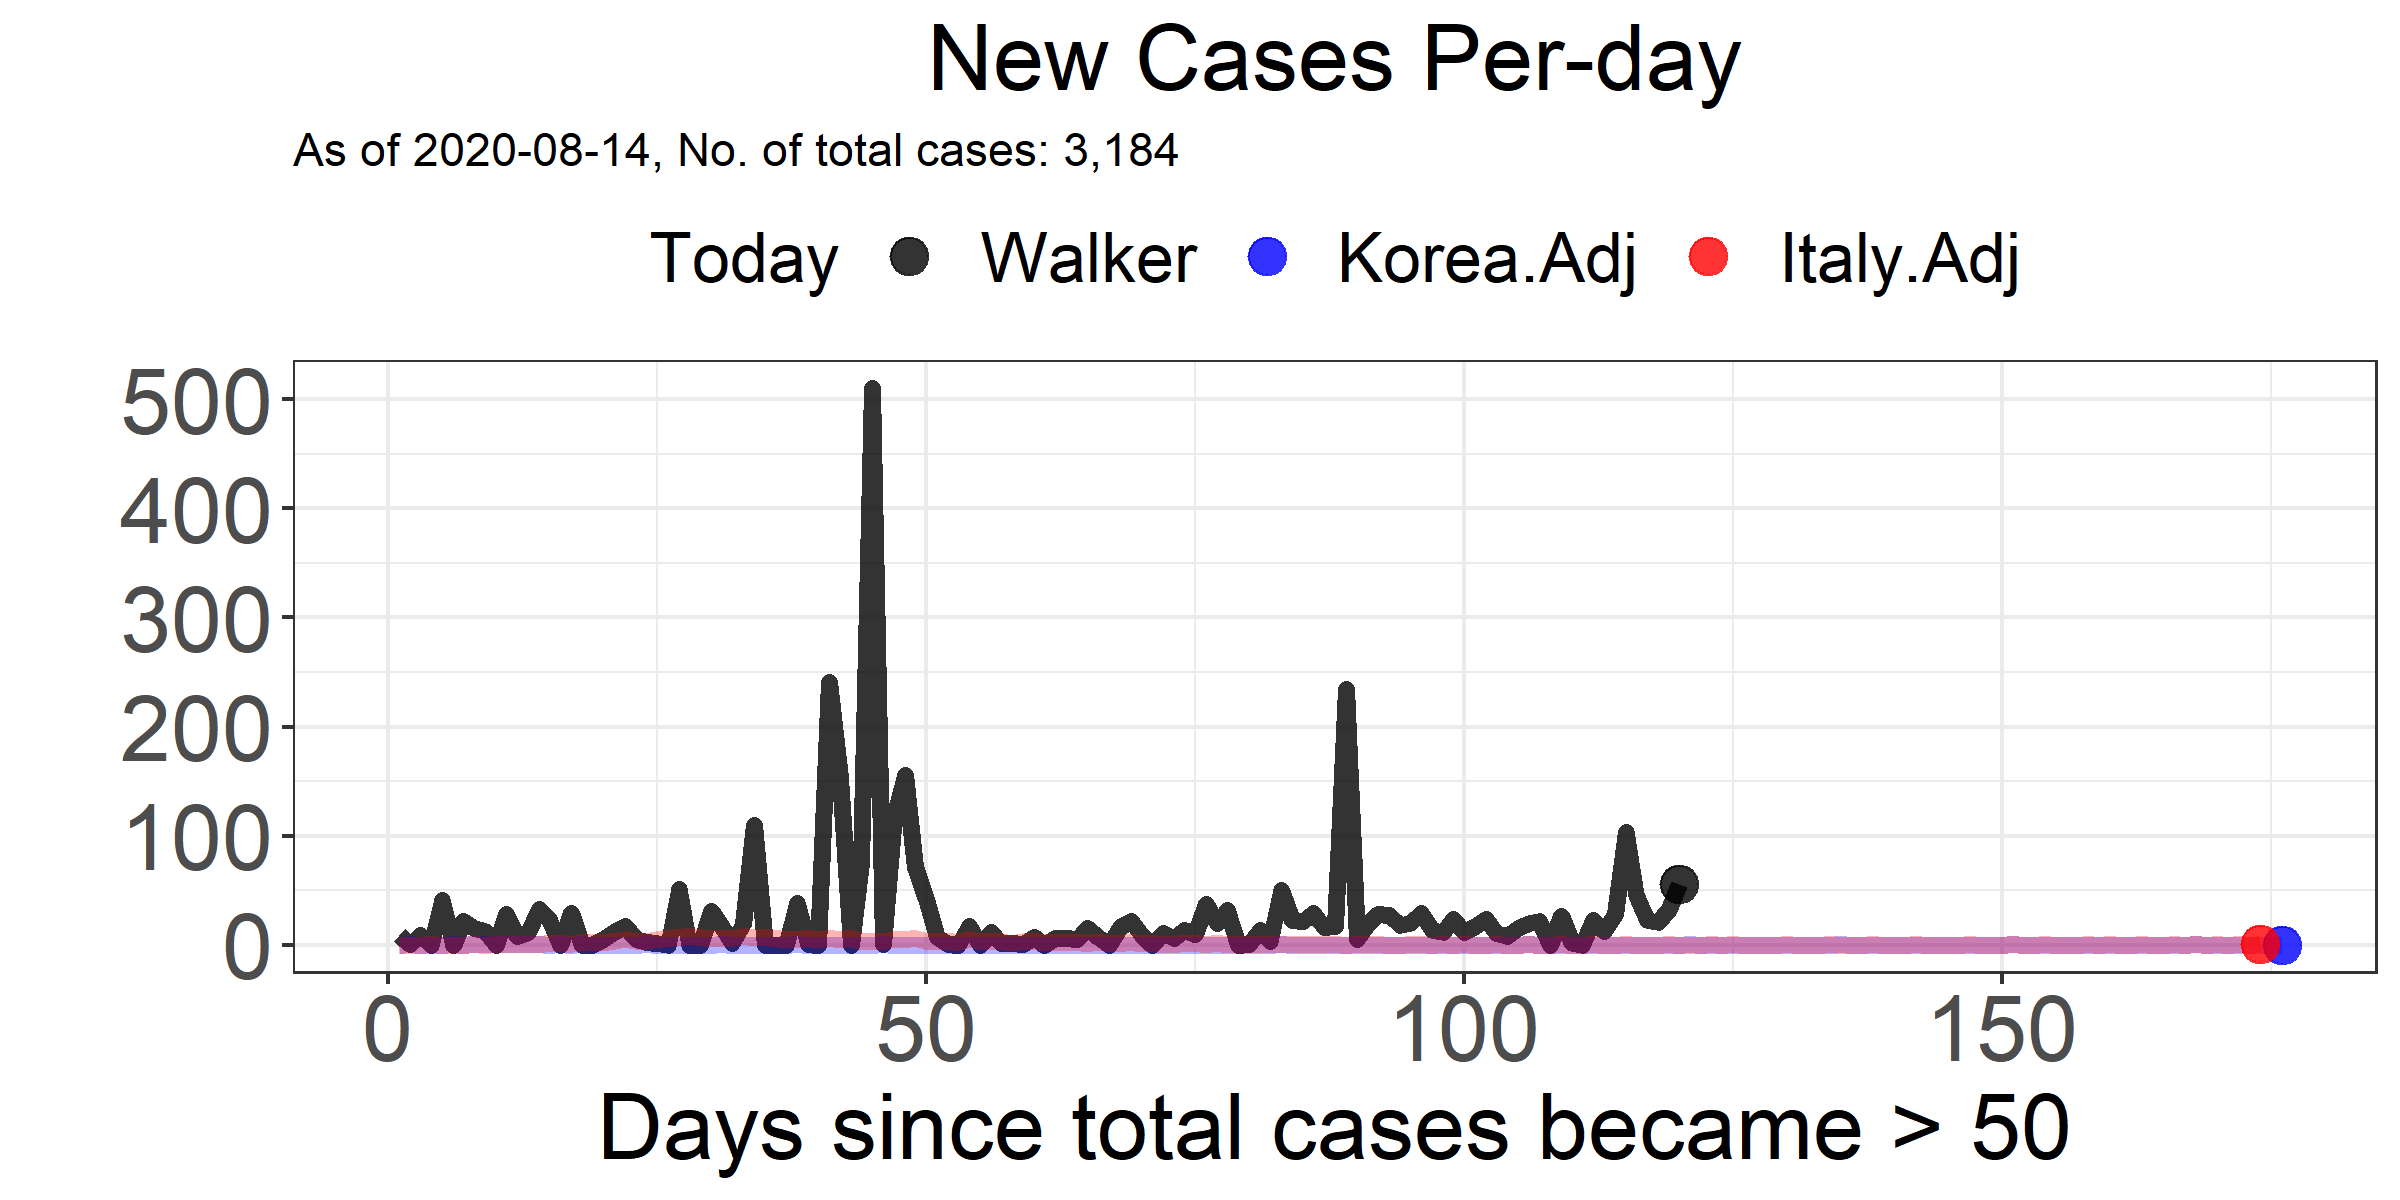 New Cases Per-day
As of 2020-08-14, No. of total cases: 3,184
Today Walker Korea.Adj Italy.Adj
500
400
300
200
100
0
0 50 100 150
Days since total cases became > 50